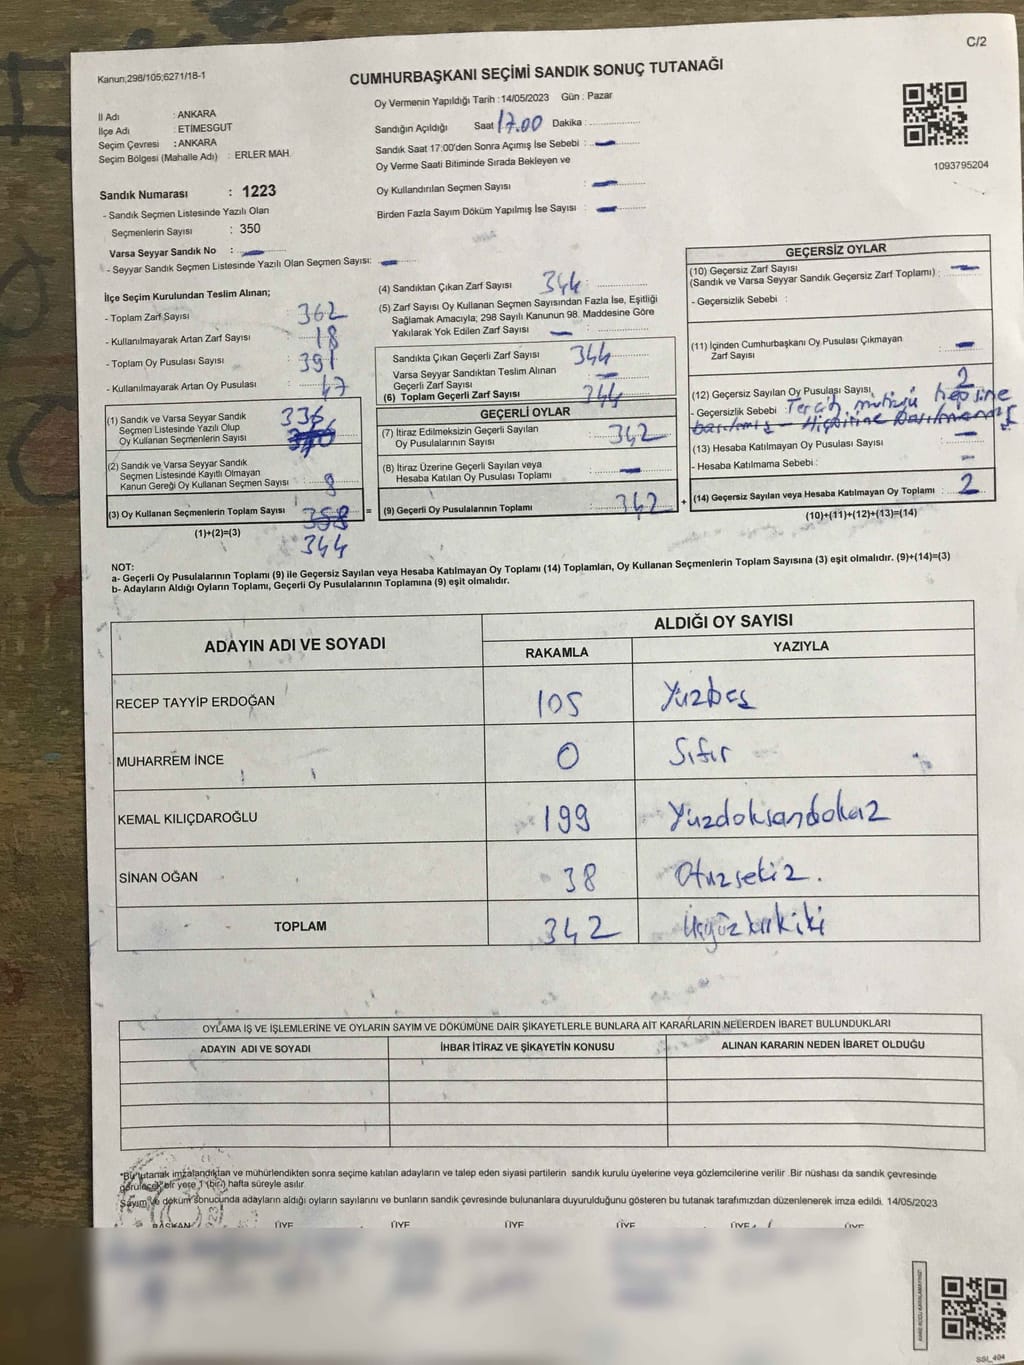 C/2
Kanun;298/105;6271/18-1
CUMHURBAŞKANI SEÇİMİ SANDIK SONUÇ TUTANAĞI
İl Adı : ANKARA
İlçe Adı : ETİMESGUT
Seçim Çevresi : ANKARA
Seçim Bölgesi (Mahalle Adı) : ERLER MAH.
Sandık Numarası : 1223
- Sandık Seçmen Listesinde Yazılı Olan
Seçmenlerin Sayısı : 350
Varsa Seyyar Sandık No : -
- Seyyar Sandık Seçmen Listesinde Yazılı Olan Seçmen Sayısı: -
Oy Vermenin Yapıldığı Tarih : 14/05/2023 Gün : Pazar
Sandığın Açıldığı Saat 17.00 Dakika :
Sandık Saat 17:00'den Sonra Açımış İse Sebebi : -
Oy Verme Saati Bitiminde Sırada Bekleyen ve
Oy Kullandırılan Seçmen Sayısı : -
Birden Fazla Sayım Döküm Yapılmış İse Sayısı : -
1093795204
İlçe Seçim Kurulundan Teslim Alınan;
- Toplam Zarf Sayısı : 362
- Kullanılmayarak Artan Zarf Sayısı : 18
- Toplam Oy Pusulası Sayısı : 391
- Kullanılmayarak Artan Oy Pusulası : 47
(1) Sandık ve Varsa Seyyar Sandık
Seçmen Listesinde Yazılı Olup
Oy Kullanan Seçmenlerin Sayısı : 336
(2) Sandık ve Varsa Seyyar Sandık
Seçmen Listesinde Kayıtlı Olmayan
Kanun Gereği Oy Kullanan Seçmen Sayısı : 8
(3) Oy Kullanan Seçmenlerin Toplam Sayısı : 358
(1)+(2)=(3)
344
(4) Sandıktan Çıkan Zarf Sayısı : 344
(5) Zarf Sayısı Oy Kullanan Seçmen Sayısından Fazla İse, Eşitliği
Sağlamak Amacıyla; 298 Sayılı Kanunun 98. Maddesine Göre
Yakılarak Yok Edilen Zarf Sayısı : -
Sandıkta Çıkan Geçerli Zarf Sayısı : 344
Varsa Seyyar Sandıktan Teslim Alınan
Geçerli Zarf Sayısı : -
(6) Toplam Geçerli Zarf Sayısı : 344
GEÇERLİ OYLAR
(7) İtiraz Edilmeksizin Geçerli Sayılan
Oy Pusulalarının Sayısı : 342
(8) İtiraz Üzerine Geçerli Sayılan veya
Hesaba Katılan Oy Pusulası Toplamı : -
= (9) Geçerli Oy Pusulalarının Toplamı : 342 +
GEÇERSİZ OYLAR
(10) Geçersiz Zarf Sayısı
(Sandık ve Varsa Seyyar Sandık Geçersiz Zarf Toplamı) : -
- Geçersizlik Sebebi :
(11) İçinden Cumhurbaşkanı Oy Pusulası Çıkmayan
Zarf Sayısı : -
(12) Geçersiz Sayılan Oy Pusulası Sayısı : 2
- Geçersizlik Sebebi Tercih mührü hepsine
basılmış - Hiçbirine basılmamış
(13) Hesaba Katılmayan Oy Pusulası Sayısı : -
- Hesaba Katılmama Sebebi : -
(14) Geçersiz Sayılan veya Hesaba Katılmayan Oy Toplamı : 2
(10)+(11)+(12)+(13)=(14)
NOT:
a- Geçerli Oy Pusulalarının Toplamı (9) ile Geçersiz Sayılan veya Hesaba Katılmayan Oy Toplamı (14) Toplamları, Oy Kullanan Seçmenlerin Toplam Sayısına (3) eşit olmalıdır. (9)+(14)=(3)
b- Adayların Aldığı Oyların Toplamı, Geçerli Oy Pusulalarının Toplamına (9) eşit olmalıdır.
ADAYIN ADI VE SOYADI
ALDIĞI OY SAYISI
RAKAMLA YAZIYLA
RECEP TAYYİP ERDOĞAN 105 Yüzbeş
MUHARREM İNCE 0 Sıfır
KEMAL KILIÇDAROĞLU 199 Yüzdoksandokuz
SİNAN OĞAN 38 Otuzsekiz.
TOPLAM 342 Üçyüzkırkiki
OYLAMA İŞ VE İŞLEMLERİNE VE OYLARIN SAYIM VE DÖKÜMÜNE DAİR ŞİKAYETLERLE BUNLARA AİT KARARLARIN NELERDEN İBARET BULUNDUKLARI
ADAYIN ADI VE SOYADI İHBAR İTİRAZ VE ŞİKAYETİN KONUSU ALINAN KARARIN NEDEN İBARET OLDUĞU
*Bu tutanak imzalandıktan ve mühürlendikten sonra seçime katılan adayların ve talep eden siyasi partilerin sandık kurulu üyelerine veya gözlemcilerine verilir. Bir nüshası da sandık çevresinde
görülecek bir yere 1 (bir) hafta süreyle asılır.
Sayım ve döküm sonucunda adayların aldığı oyların sayılarını ve bunların sandık çevresinde bulunanlara duyurulduğunu gösteren bu tutanak tarafımızdan düzenlenerek imza edildi. 14/05/2023
BAŞKAN ÜYE ÜYE ÜYE ÜYE ÜYE ÜYE